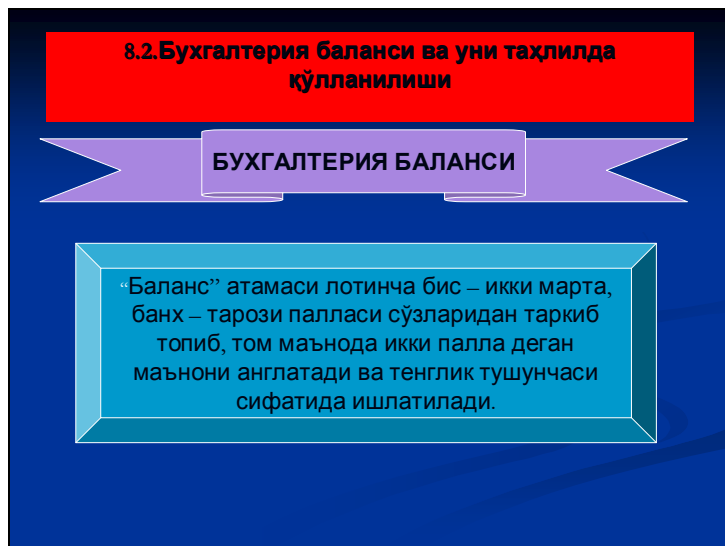 8.2.Бухгалтерия баланси ва уни таҳлилда
қўлланилиши
БУХГАЛТЕРИЯ БАЛАНСИ
“Баланс” атамаси лотинча бис – икки марта,
банх – тарози палласи сўзларидан таркиб
топиб, том маънода икки палла деган
маънони англатади ва тенглик тушунчаси
сифатида ишлатилади.